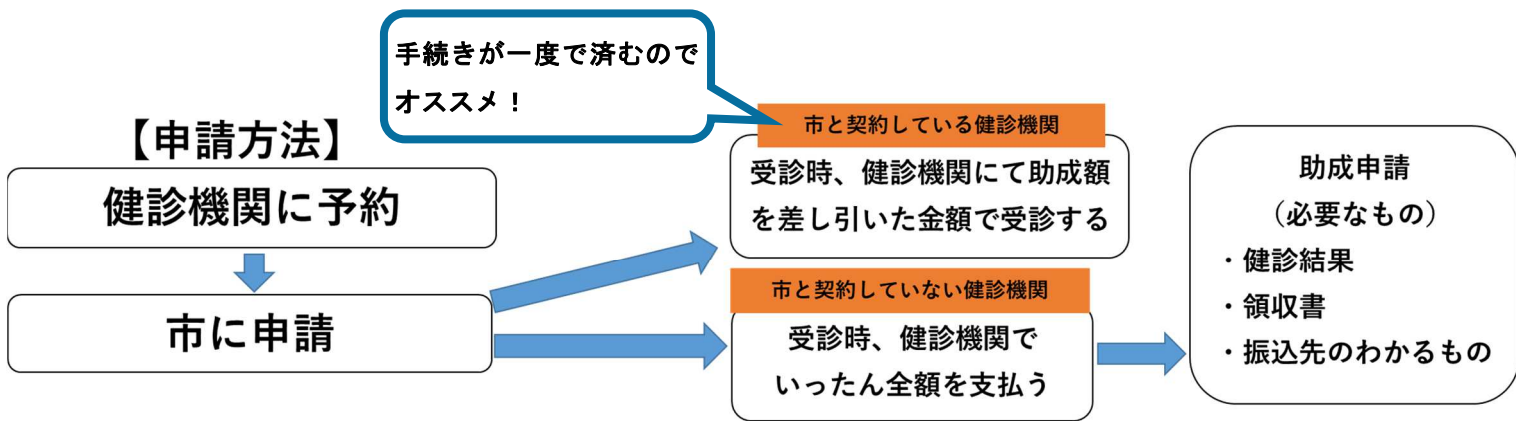 手続きが一度で済むので
オススメ！
【申請方法】
健診機関に予約
市に申請
市と契約している健診機関
受診時、健診機関にて助成額
を差し引いた金額で受診する
市と契約していない健診機関
受診時、健診機関で
いったん全額を支払う
助成申請
（必要なもの）
・健診結果
・領収書
・振込先のわかるもの